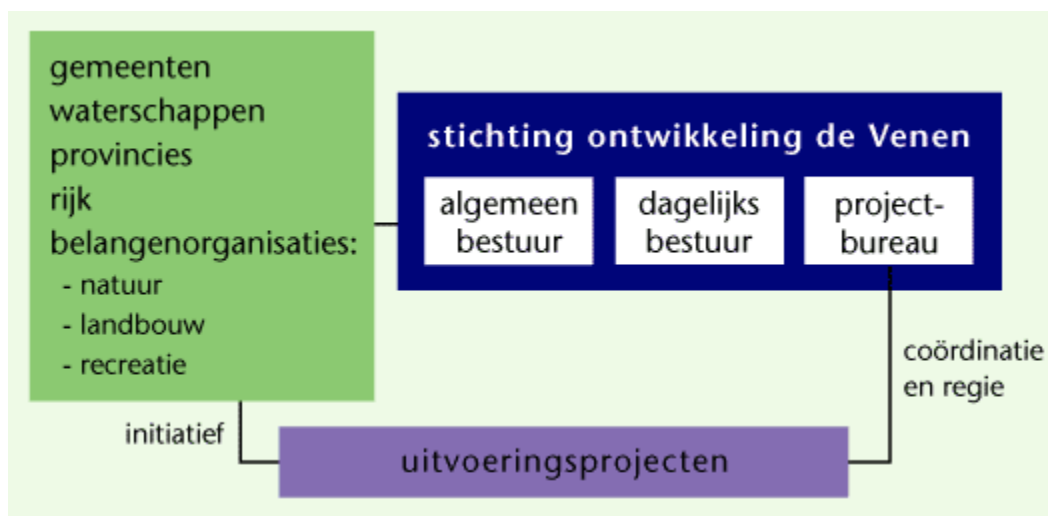 gemeenten
waterschappen
provincies
rijk
belangenorganisaties:
- natuur
- landbouw
- recreatie
stichting ontwikkeling de Venen
algemeen
bestuur
dagelijks
bestuur
project-
bureau
coördinatie
en regie
initiatief
uitvoeringsprojecten